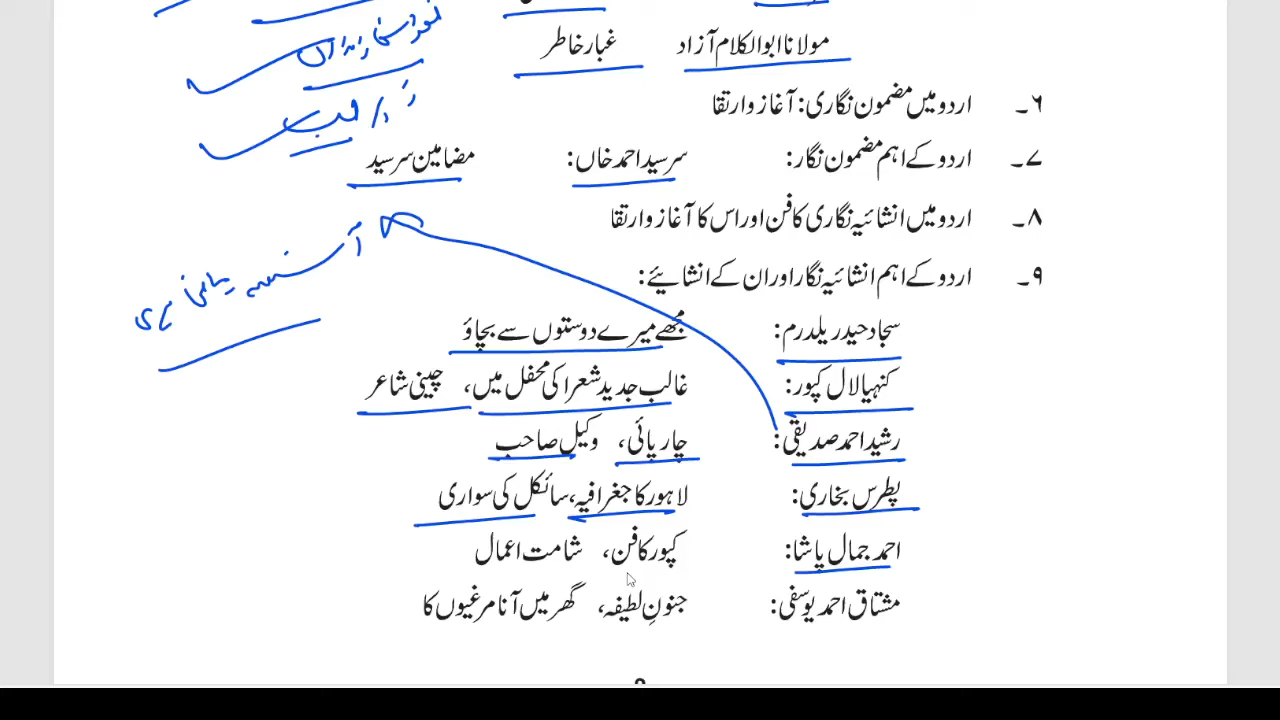 مولانا ابوالکلام آزاد غبار خاطر
۶۔ اردو میں مضمون نگاری: آغاز و ارتقا
۷۔ اردو کے اہم مضمون نگار: سرسید احمد خاں: مضامین سرسید
۸۔ اردو میں انشائیہ نگاری کا فن اور اس کا آغاز و ارتقا
۹۔ اردو کے اہم انشائیہ نگار اور ان کے انشائیے:
سجاد حیدر یلدرم: مجھے میرے دوستوں سے بچاؤ
کنہیا لال کپور: غالب جدید شعرا کی محفل میں، چینی شاعر
رشید احمد صدیقی: چارپائی، وکیل صاحب
پطرس بخاری: لاہور کا جغرافیہ، سائکل کی سواری
احمد جمال پاشا: کپور کا فن، شامت اعمال
مشتاق احمد یوسفی: جنونِ لطیفہ، گھر میں آنا مرغیوں کا